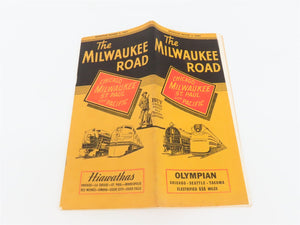 The
MILWAUKEE
ROAD
CHICAGO
MILWAUKEE
ST. PAUL
AND PACIFIC
Hiawathas
CHICAGO - LA CROSSE - ST. PAUL - MINNEAPOLIS
DES MOINES - OMAHA - SIOUX CITY - SIOUX FALLS
The
MILWAUKEE
ROAD
CHICAGO
MILWAUKEE
ST. PAUL
AND PACIFIC
OLYMPIAN
CHICAGO - SEATTLE - TACOMA
ELECTRIFIED 656 MILES